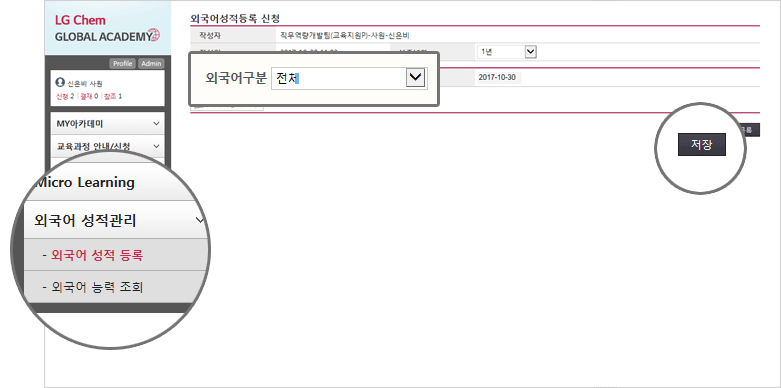 LG Chem
GLOBAL ACADEMY
Profile Admin
신은비 사원
신청 2 결재 0 참조 1
MY아카데미
교육과정 안내/신청
Micro Learning
외국어 성적관리
- 외국어 성적 등록
- 외국어 능력 조회
외국어성적등록 신청
작성자 직무역량개발팀(교육지원P)-사원-신은비
1년
외국어구분 전체
2017-10-30
저장